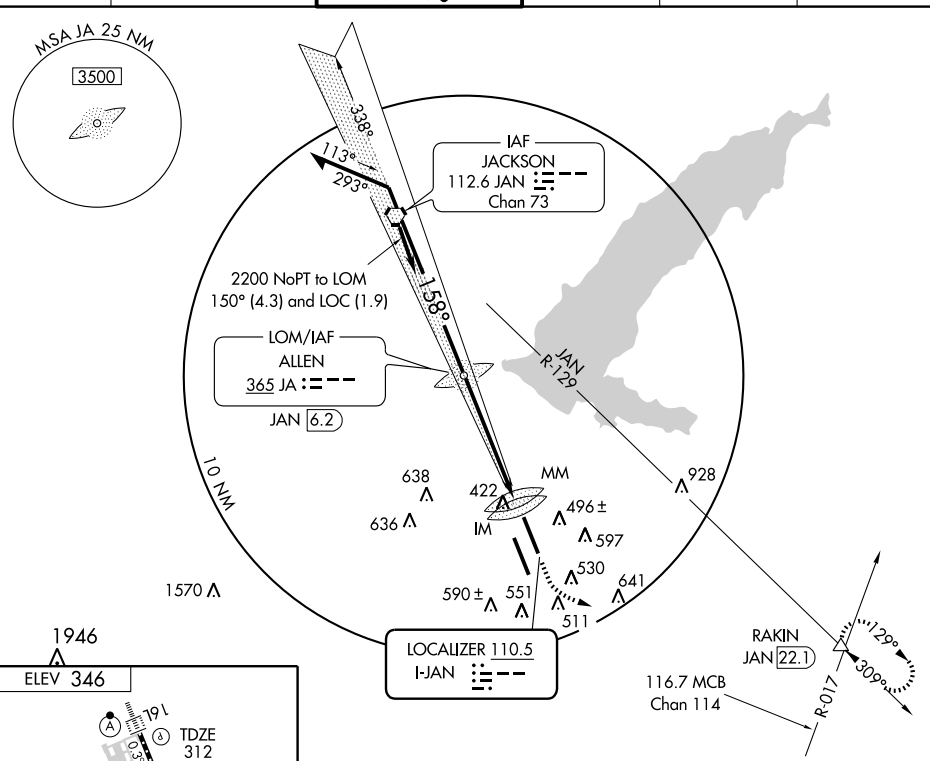 MSA JA 25 NM
3500
338°
113°
293°
IAF
JACKSON
112.6 JAN
Chan 73
2200 NoPT to LOM
150° (4.3) and LOC (1.9)
158°
LOM/IAF
ALLEN
365 JA
JAN 6.2
JAN
R-129
10 NM
638
636
422
MM
IM
496 ±
597
928
530
641
1570
590 ±
551
511
1946
LOCALIZER 110.5
I-JAN
RAKIN
JAN 22.1
129°
309°
116.7 MCB
Chan 114
R-017
ELEV 346
16L
A
P
TDZE
312